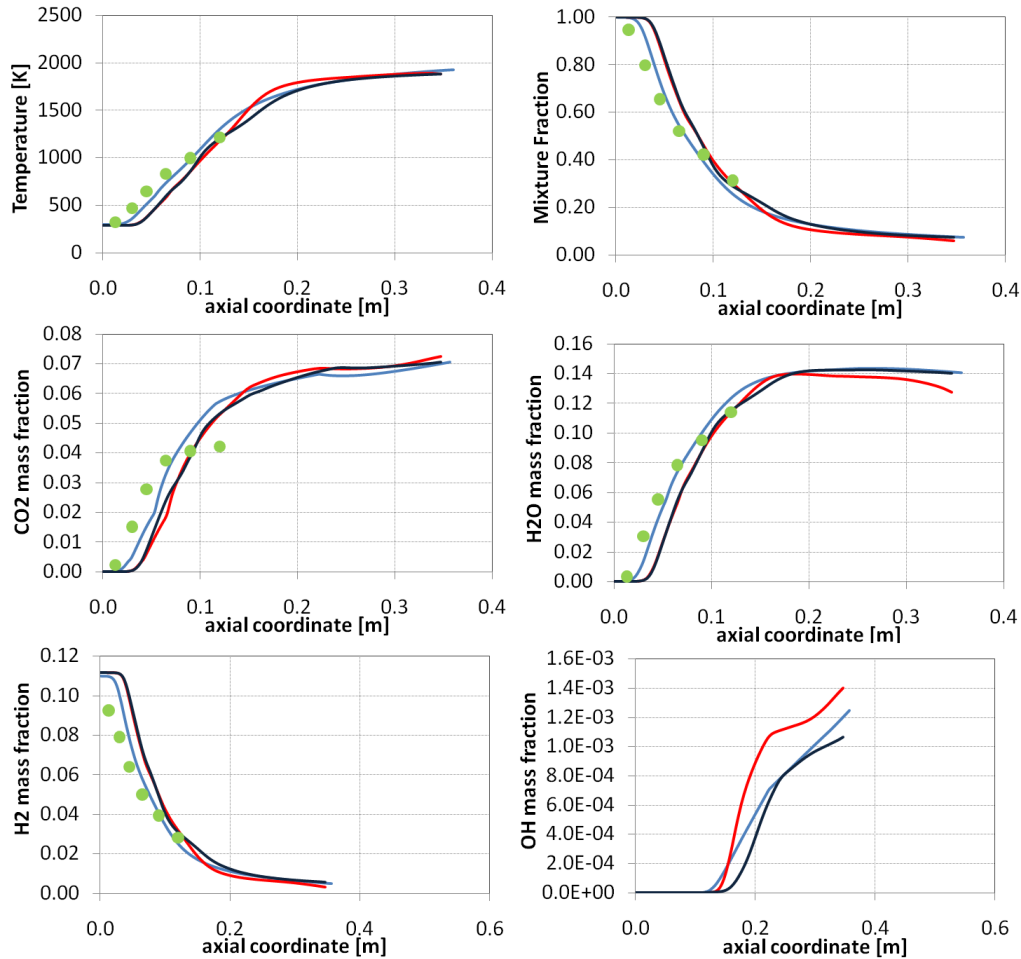 Temperature [K]
2500
2000
1500
1000
500
0
0.0 0.1 0.2 0.3 0.4
axial coordinate [m]
Mixture Fraction
1.00
0.80
0.60
0.40
0.20
0.00
0.0 0.1 0.2 0.3 0.4
axial coordinate [m]
CO2 mass fraction
0.08
0.07
0.06
0.05
0.04
0.03
0.02
0.01
0.00
0.0 0.1 0.2 0.3 0.4
axial coordinate [m]
H2O mass fraction
0.16
0.14
0.12
0.10
0.08
0.06
0.04
0.02
0.00
0.0 0.1 0.2 0.3 0.4
axial coordinate [m]
H2 mass fraction
0.12
0.10
0.08
0.06
0.04
0.02
0.00
0.0 0.2 0.4 0.6
axial coordinate [m]
OH mass fraction
1.6E-03
1.4E-03
1.2E-03
1.0E-03
8.0E-04
6.0E-04
4.0E-04
2.0E-04
0.0E+00
0.0 0.2 0.4 0.6
axial coordinate [m]